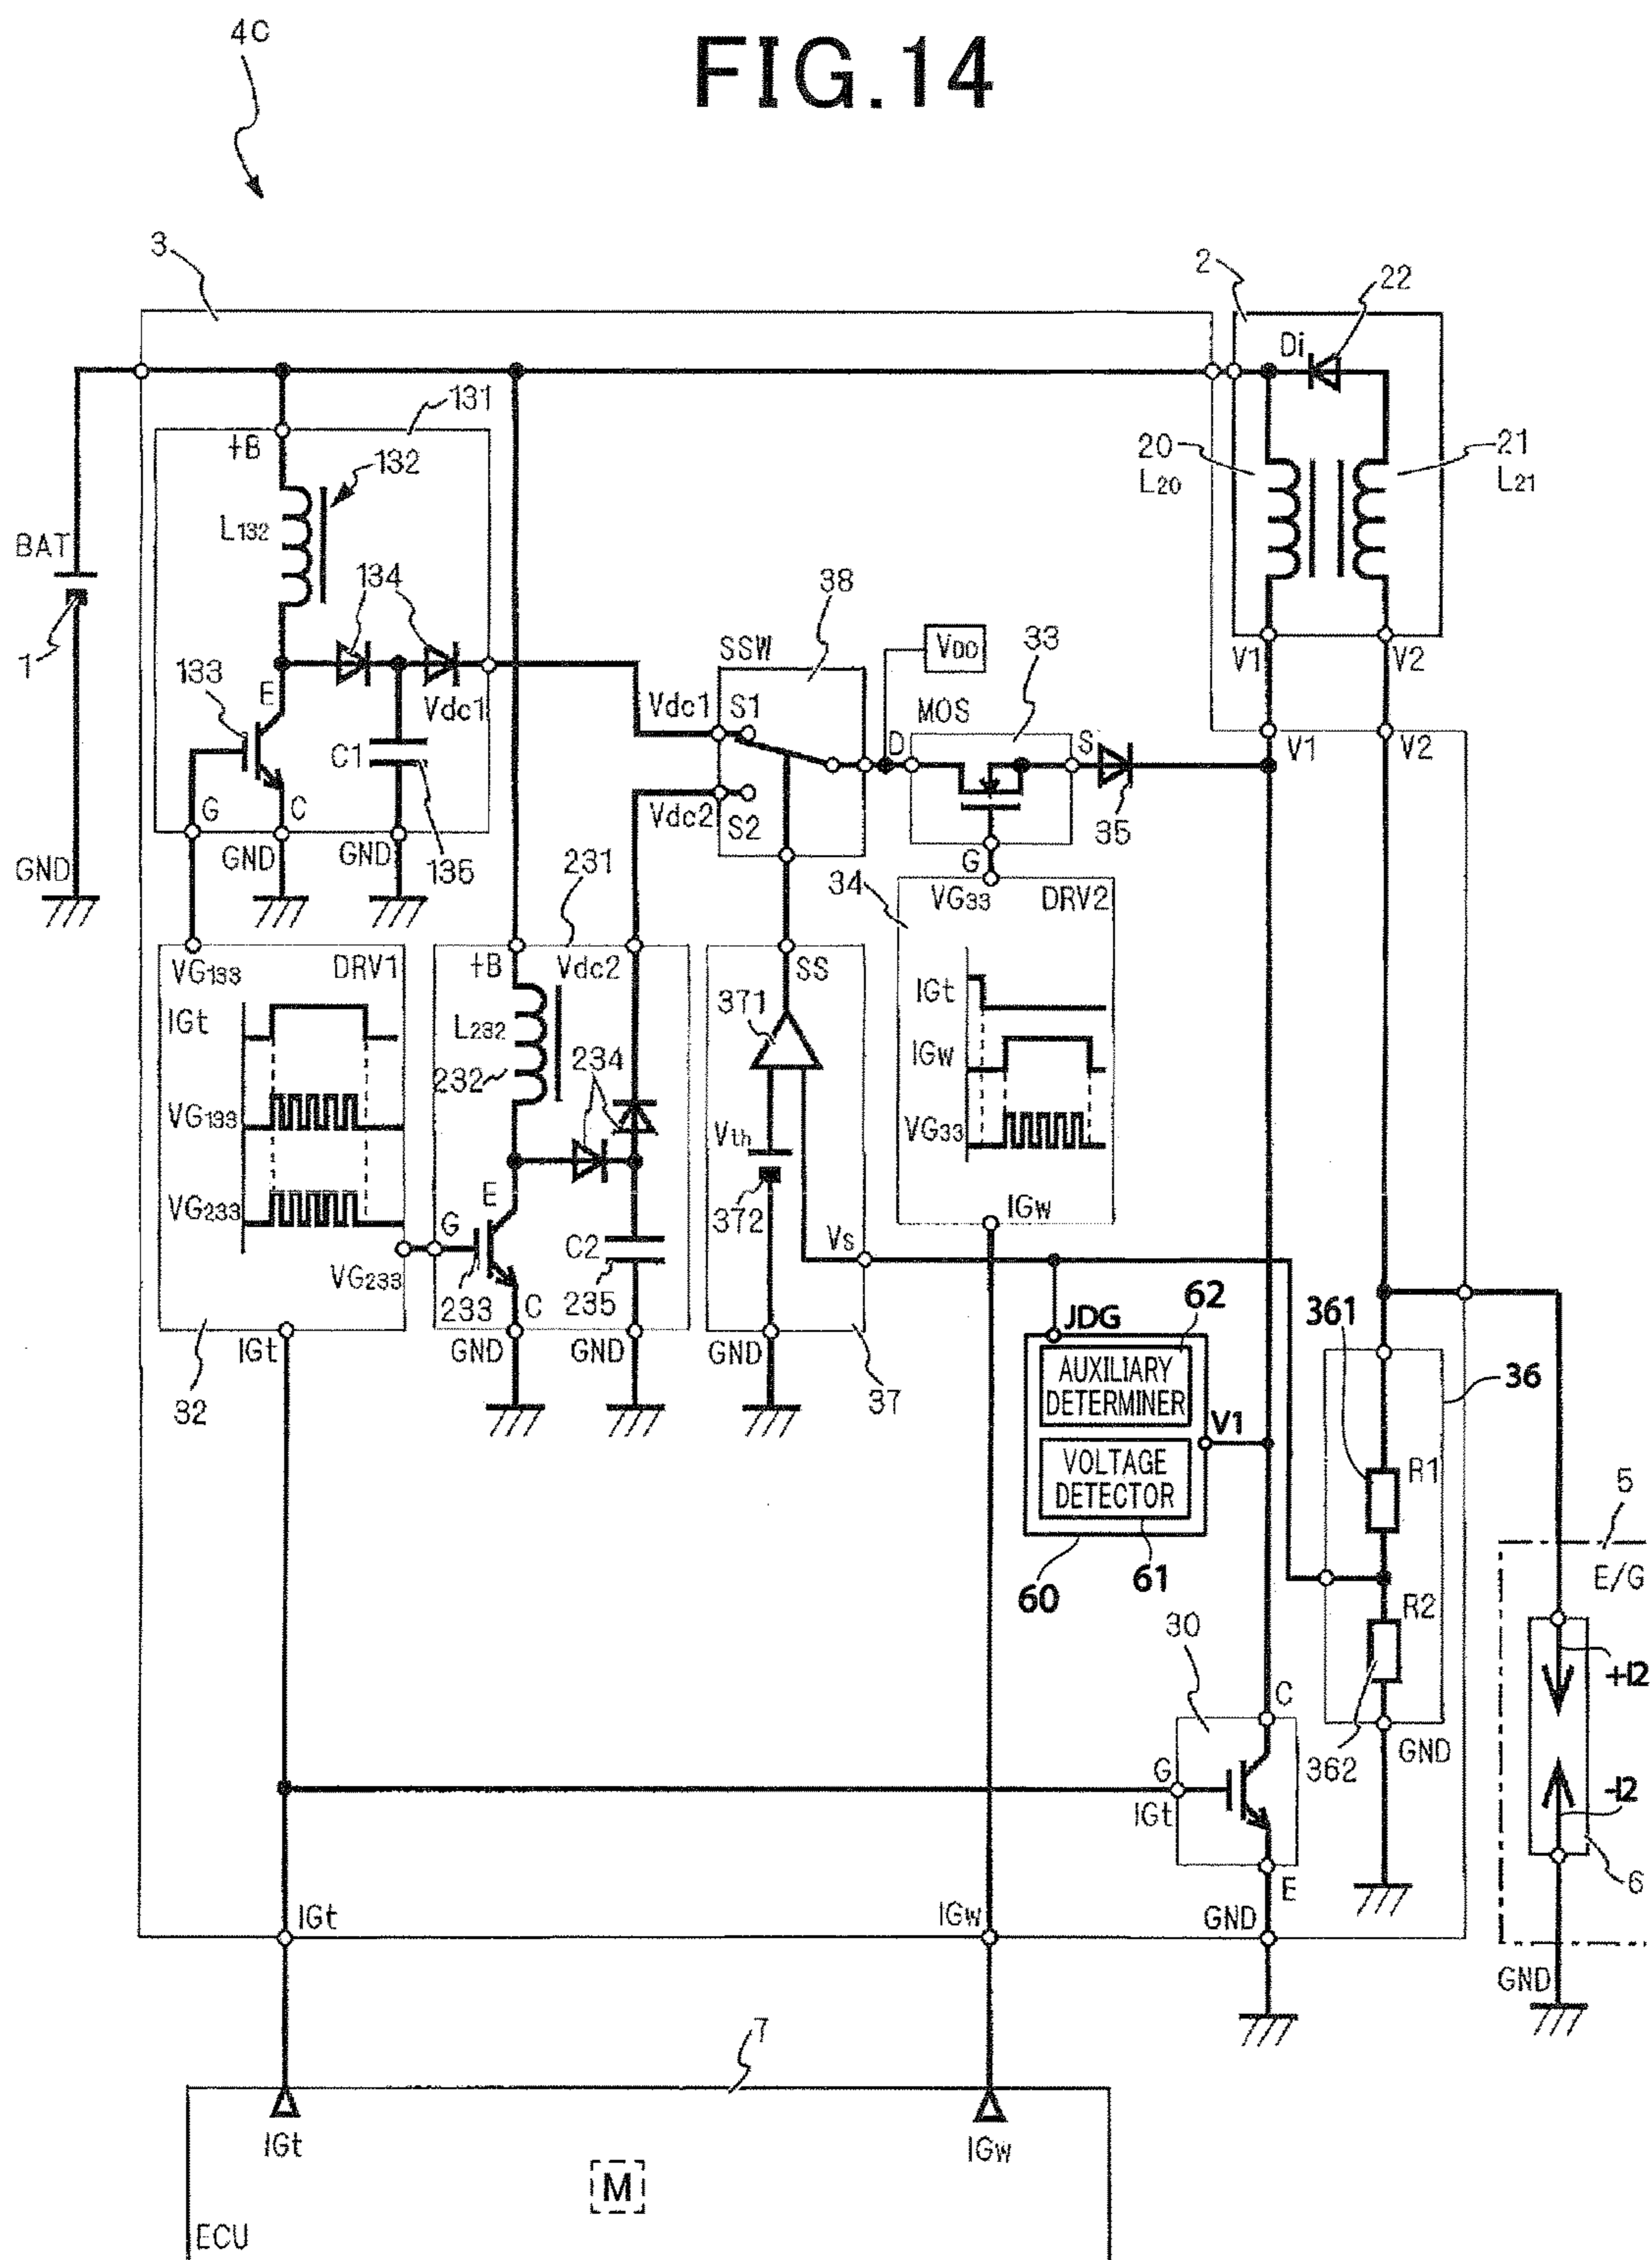 FIG.14
4C
3
2
22
Di
131
+B
132
20
L20
21
L21
L132
BAT
134
38
1
SSW
VDC
33
V1
V2
133
E
Vdc1
Vdc1
S1
MOS
D
S
V1
V2
C1
Vdc2
S2
35
G
C
G
GND
GND
GND
135
231
34
VG33
DRV2
VG133
DRV1
+B
Vdc2
SS
IGt
371
IGt
L232
IGw
232
234
VG133
Vth
VG33
VG233
E
372
IGw
G
C2
Vs
VG233
62
361
233
C
235
JDG
IGt
GND
GND
GND
AUXILIARY
DETERMINER
36
32
37
V1
VOLTAGE
DETECTOR
R1
5
60
61
E/G
R2
30
+I2
C
362
GND
G
IGt
-I2
E
6
IGt
IGw
GND
GND
7
IGt
IGw
M
ECU